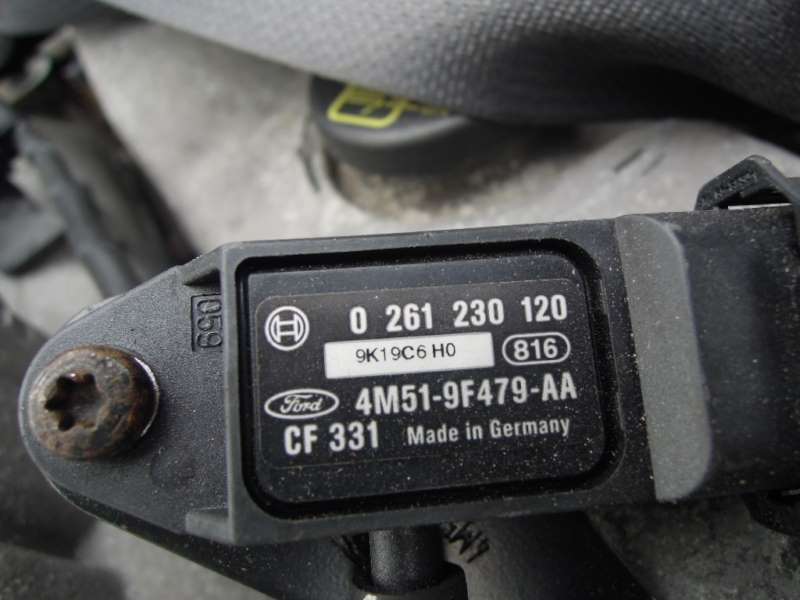 0 261 230 120
9K19C6 H0 816
Ford 4M51-9F479-AA
CF 331 Made in Germany
059